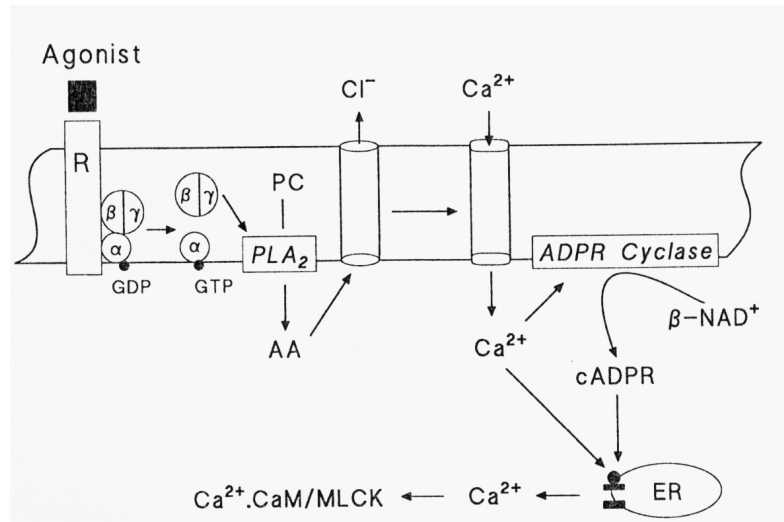 Agonist
Cl⁻
Ca²⁺
R
β γ
β γ
PC
α
α
PLA₂
ADPR Cyclase
GDP
GTP
β–NAD⁺
AA
Ca²⁺
cADPR
ER
Ca²⁺.CaM/MLCK
Ca²⁺